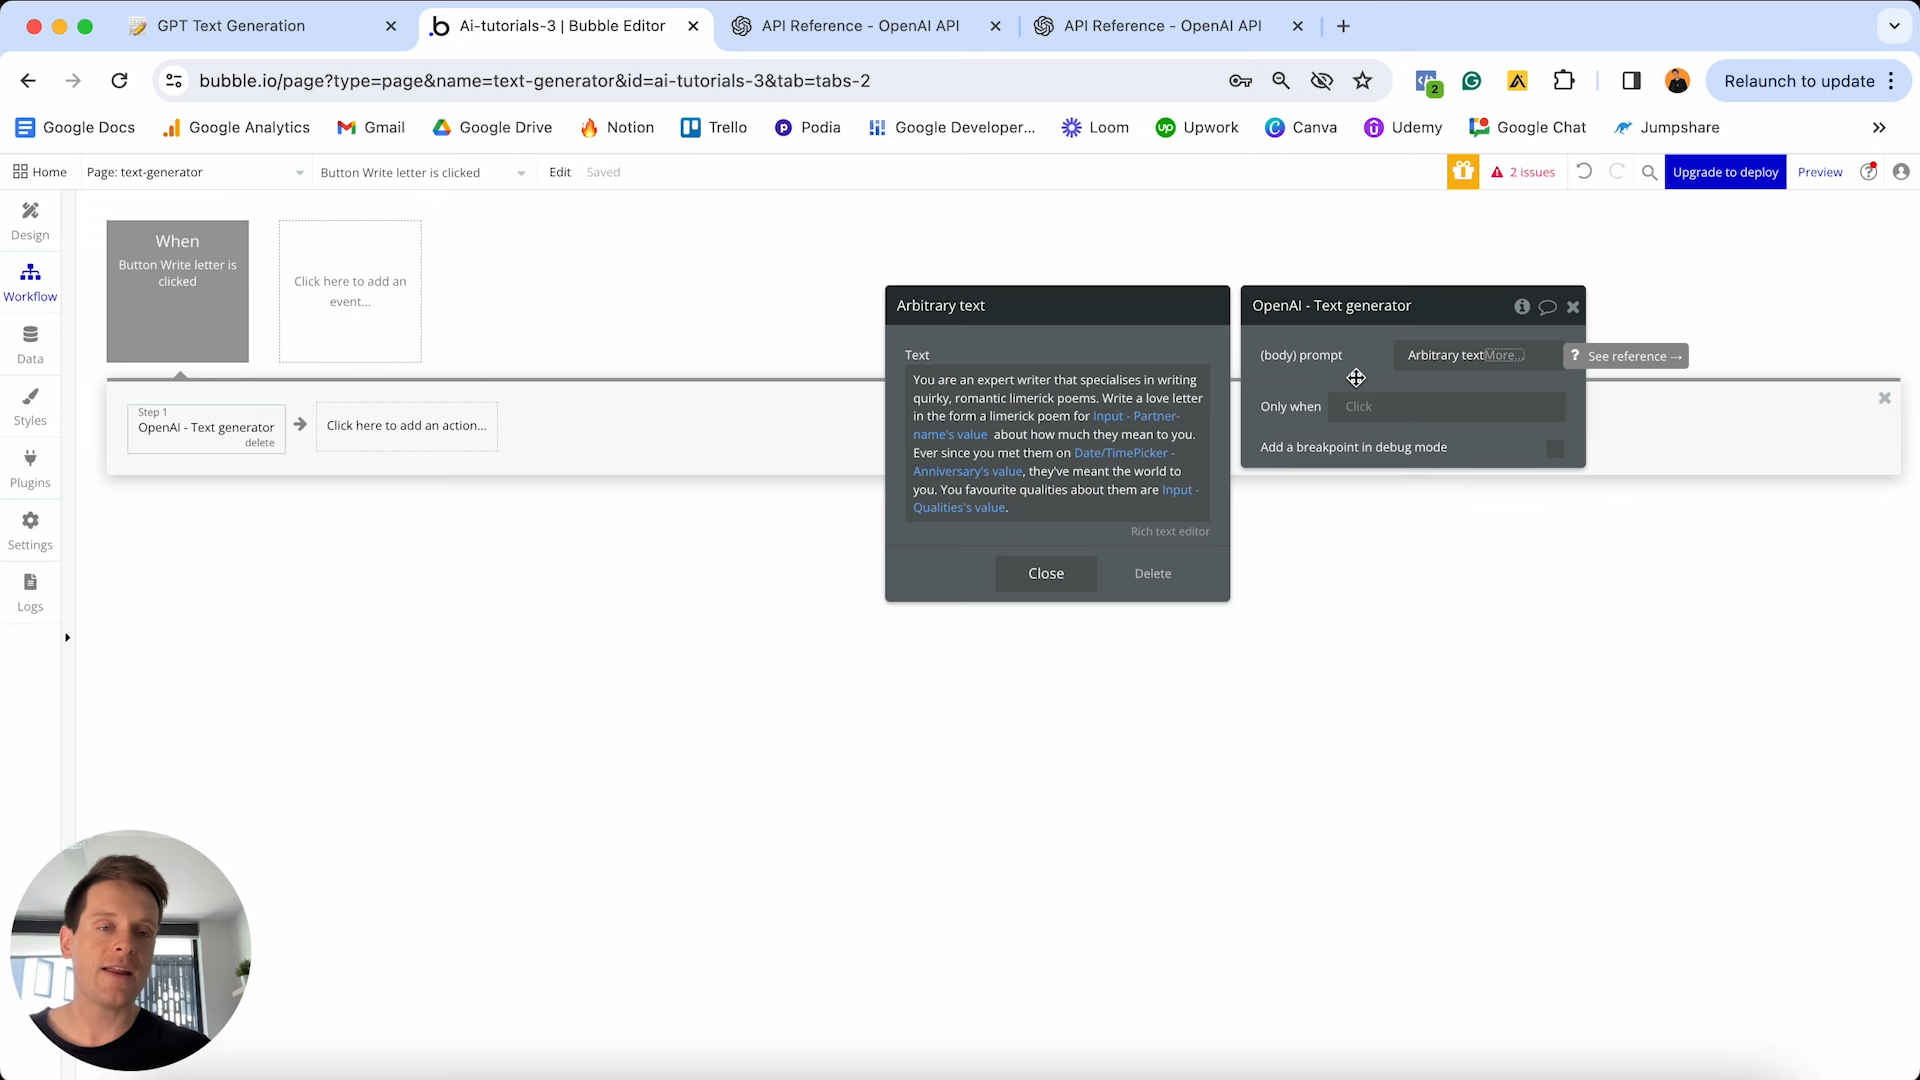 GPT Text Generation
Ai-tutorials-3 | Bubble Editor
API Reference - OpenAI API
API Reference - OpenAI API
bubble.io/page?type=page&name=text-generator&id=ai-tutorials-3&tab=tabs-2
2
Relaunch to update
Google Docs
Google Analytics
Gmail
Google Drive
Notion
Trello
Podia
Google Developer...
Loom
Upwork
Canva
Udemy
Google Chat
Jumpshare
Home
Page: text-generator
Button Write letter is clicked
Edit
Saved
2 issues
Upgrade to deploy
Preview
Design
Workflow
Data
Styles
Plugins
Settings
Logs
When
Button Write letter is
clicked
Click here to add an
event...
Step 1
OpenAI - Text generator
delete
Click here to add an action...
Arbitrary text
Text
You are an expert writer that specialises in writing
quirky, romantic limerick poems. Write a love letter
in the form a limerick poem for Input - Partner-
name's value about how much they mean to you.
Ever since you met them on Date/TimePicker -
Anniversary's value, they've meant the world to
you. You favourite qualities about them are Input -
Qualities's value.
Rich text editor
Close
Delete
OpenAI - Text generator
(body) prompt
Arbitrary textMore...
? See reference →
Only when
Click
Add a breakpoint in debug mode